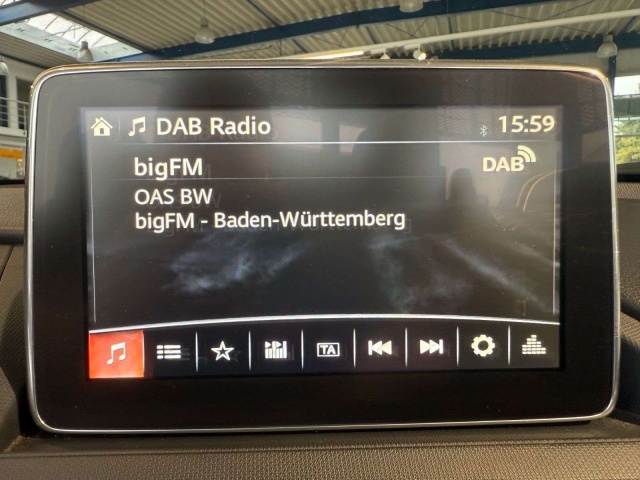 DAB Radio
15:59
bigFM
DAB
OAS BW
bigFM - Baden-Württemberg
TA